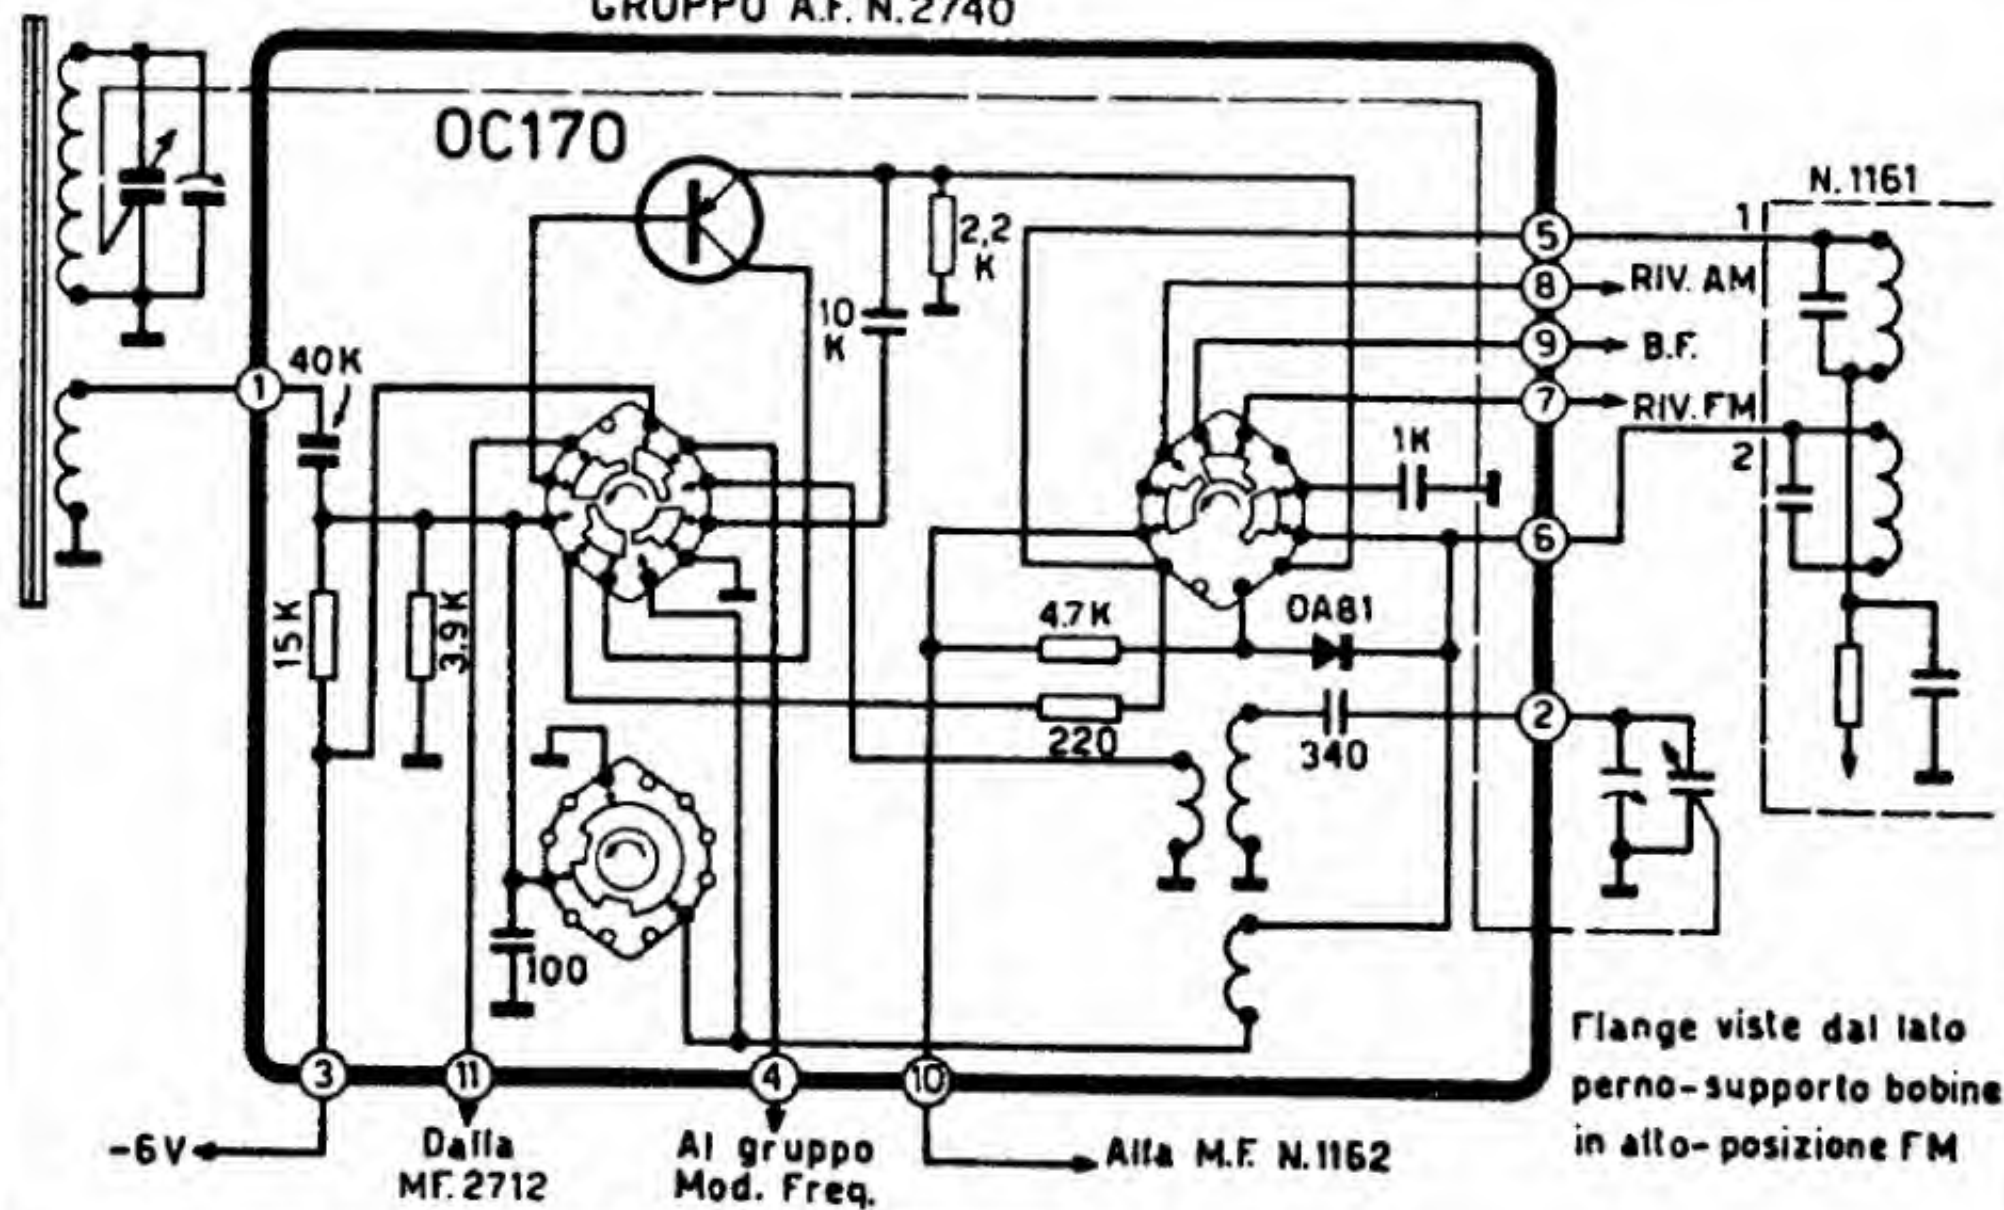 GRUPPO A.F. N.2740
OC170
N.1161
1
5
2,2
K
8
RIV. AM
10
K
9
B.F.
40K
1
7
RIV. FM
1K
2
6
15K
3.9K
4.7K
OA81
220
340
2
100
Flange viste dal lato
perno-supporto bobine
in alto-posizione FM
3
11
4
10
-6V
Dalla
MF. 2712
Al gruppo
Mod. Freq.
Alla M.F. N.1162